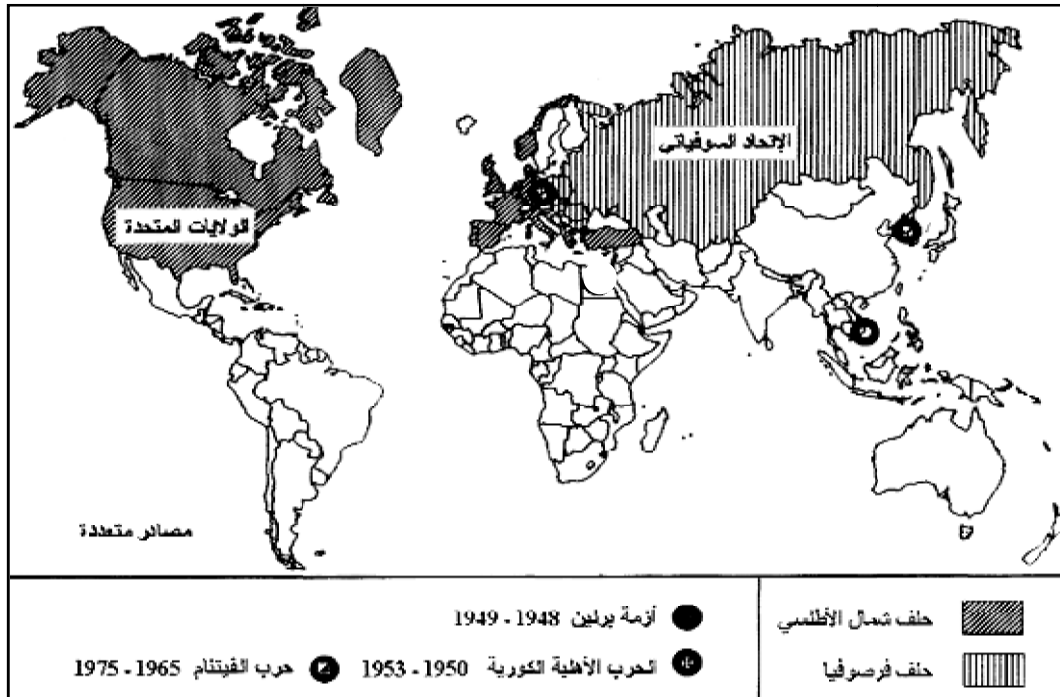 الإتحاد السوفياتي
الولايات المتحدة
مصادر متعددة
حلف شمال الأطلسي
حلف فرصوفيا
أزمة برلين 1948 - 1949
الحرب الأهلية الكورية 1950 - 1953
حرب الفيتنام 1965 - 1975